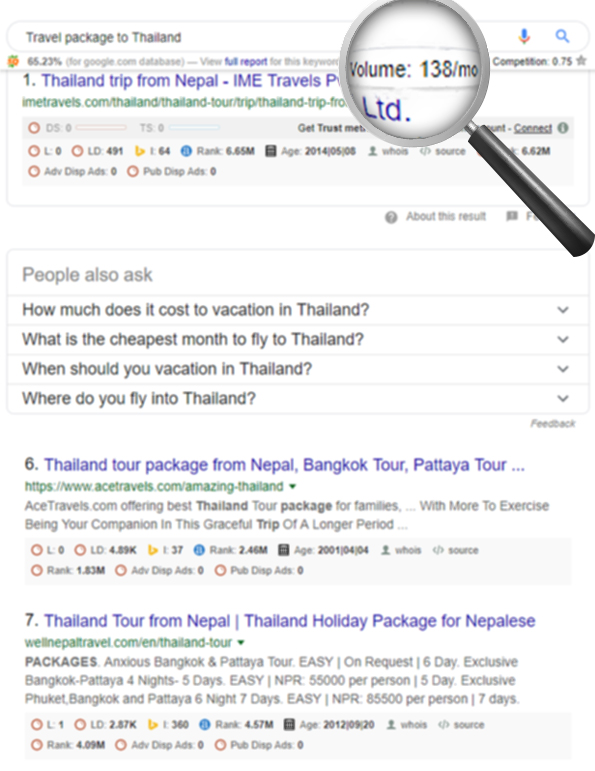 Travel package to Thailand
65.23% (for google.com database) — View full report for this keyword Volume: 138/mo Competition: 0.75
1. Thailand trip from Nepal - IME Travels P Ltd.
imetravels.com/thailand/thailand-tour/trip/thailand-trip-fro
DS: 0 TS: 0 Get Trust met unt - Connect
L: 0 LD: 491 I: 64 Rank: 6.65M Age: 2014|05|08 whois source 6.62M
Adv Disp Ads: 0 Pub Disp Ads: 0
About this result
People also ask
How much does it cost to vacation in Thailand?
What is the cheapest month to fly to Thailand?
When should you vacation in Thailand?
Where do you fly into Thailand?
Feedback
6. Thailand tour package from Nepal, Bangkok Tour, Pattaya Tour ...
https://www.acetravels.com/amazing-thailand
AceTravels.com offering best Thailand Tour package for families, ... With More To Exercise
Being Your Companion In This Graceful Trip Of A Longer Period ...
L: 0 LD: 4.89K I: 37 Rank: 2.46M Age: 2001|04|04 whois source
Rank: 1.83M Adv Disp Ads: 0 Pub Disp Ads: 0
7. Thailand Tour from Nepal | Thailand Holiday Package for Nepalese
wellnepaltravel.com/en/thailand-tour
PACKAGES. Anxious Bangkok & Pattaya Tour. EASY | On Request | 6 Day. Exclusive
Bangkok-Pattaya 4 Nights- 5 Days. EASY | NPR: 55000 per person | 5 Day. Exclusive
Phuket,Bangkok and Pattaya 6 Night 7 Days. EASY | NPR: 85500 per person | 7 days.
L: 1 LD: 2.87K I: 360 Rank: 4.57M Age: 2012|09|20 whois source
Rank: 4.09M Adv Disp Ads: 0 Pub Disp Ads: 0